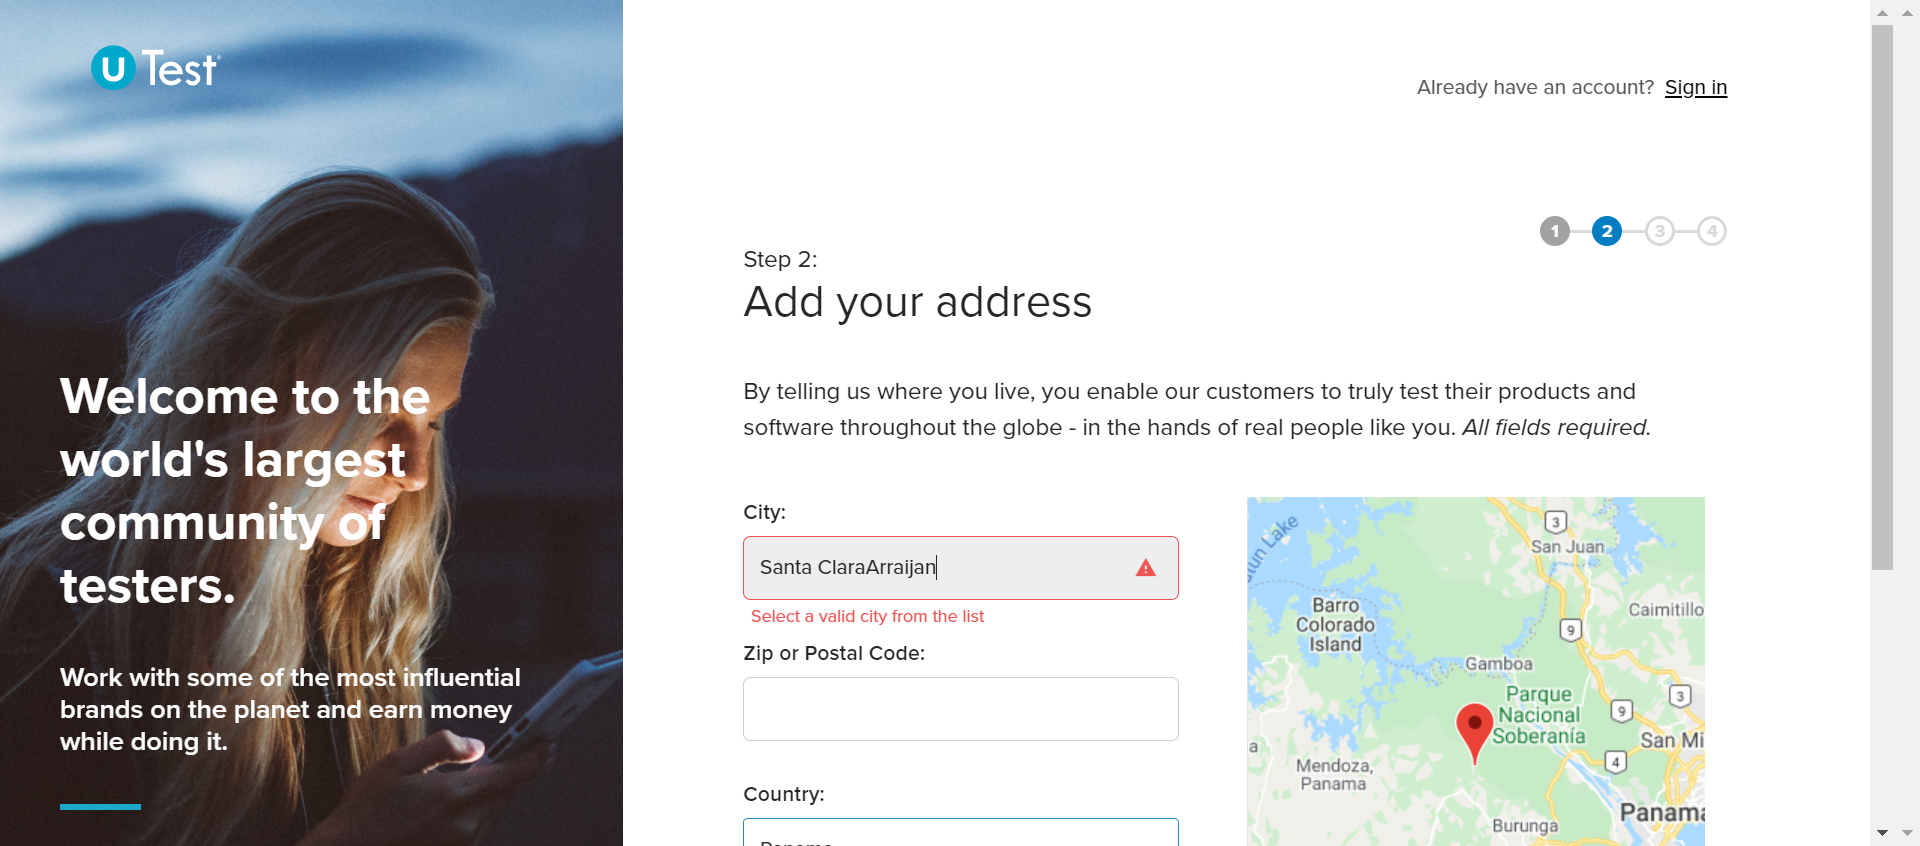 u Test
Already have an account? Sign in
1 2 3 4
Step 2:
Add your address
Welcome to the
world's largest
community of
testers.
Work with some of the most influential
brands on the planet and earn money
while doing it.
By telling us where you live, you enable our customers to truly test their products and
software throughout the globe - in the hands of real people like you. All fields required.
City:
Santa ClaraArraijan
Select a valid city from the list
Zip or Postal Code:
Country:
3
San Juan
Barro
Colorado
Island
Caimitillo
9
Gamboa
Parque
Nacional
Soberanía
3
9
San Mi
4
Mendoza,
Panama
Panama
Burunga